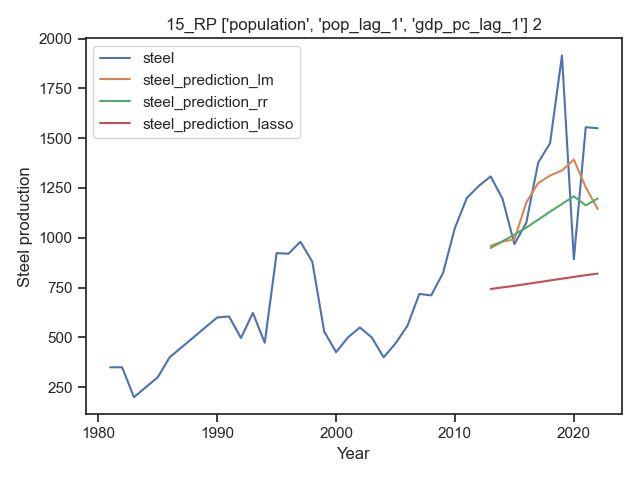 15_RP ['population', 'pop_lag_1', 'gdp_pc_lag_1'] 2
steel
steel_prediction_lm
steel_prediction_rr
steel_prediction_lasso
Steel production
2000
1750
1500
1250
1000
750
500
250
1980
1990
2000
2010
2020
Year